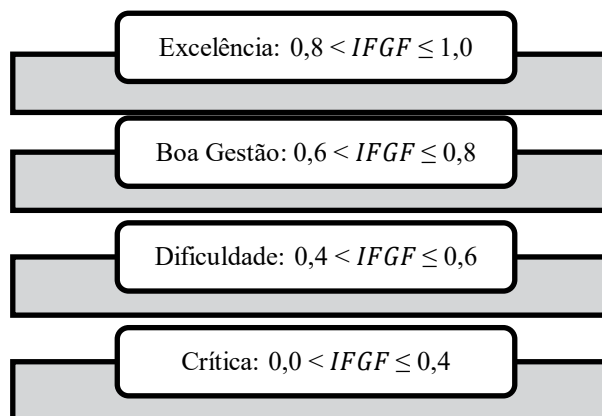 Excelência: 0,8 < IFGF ≤ 1,0
Boa Gestão: 0,6 < IFGF ≤ 0,8
Dificuldade: 0,4 < IFGF ≤ 0,6
Crítica: 0,0 < IFGF ≤ 0,4